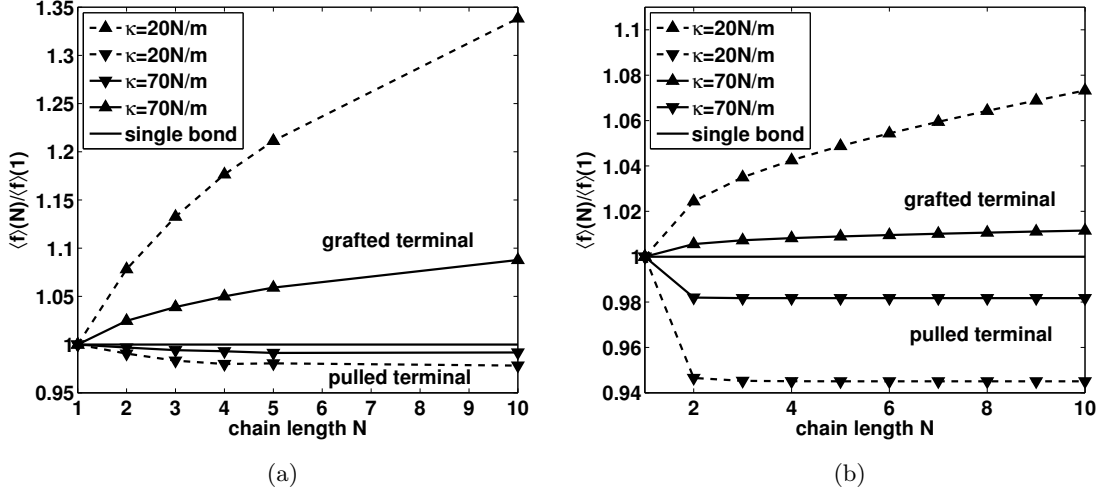 1.35
1.3
1.25
1.2
1.15
1.1
1.05
1
0.95
⟨f⟩(N)/⟨f⟩(1)
κ=20N/m
κ=20N/m
κ=70N/m
κ=70N/m
single bond
grafted terminal
pulled terminal
1 2 3 4 5 6 7 8 9 10
chain length N
(a)
1.1
1.08
1.06
1.04
1.02
1
0.98
0.96
0.94
⟨f⟩(N)/⟨f⟩(1)
κ=20N/m
κ=20N/m
κ=70N/m
κ=70N/m
single bond
grafted terminal
pulled terminal
2 4 6 8 10
chain length N
(b)